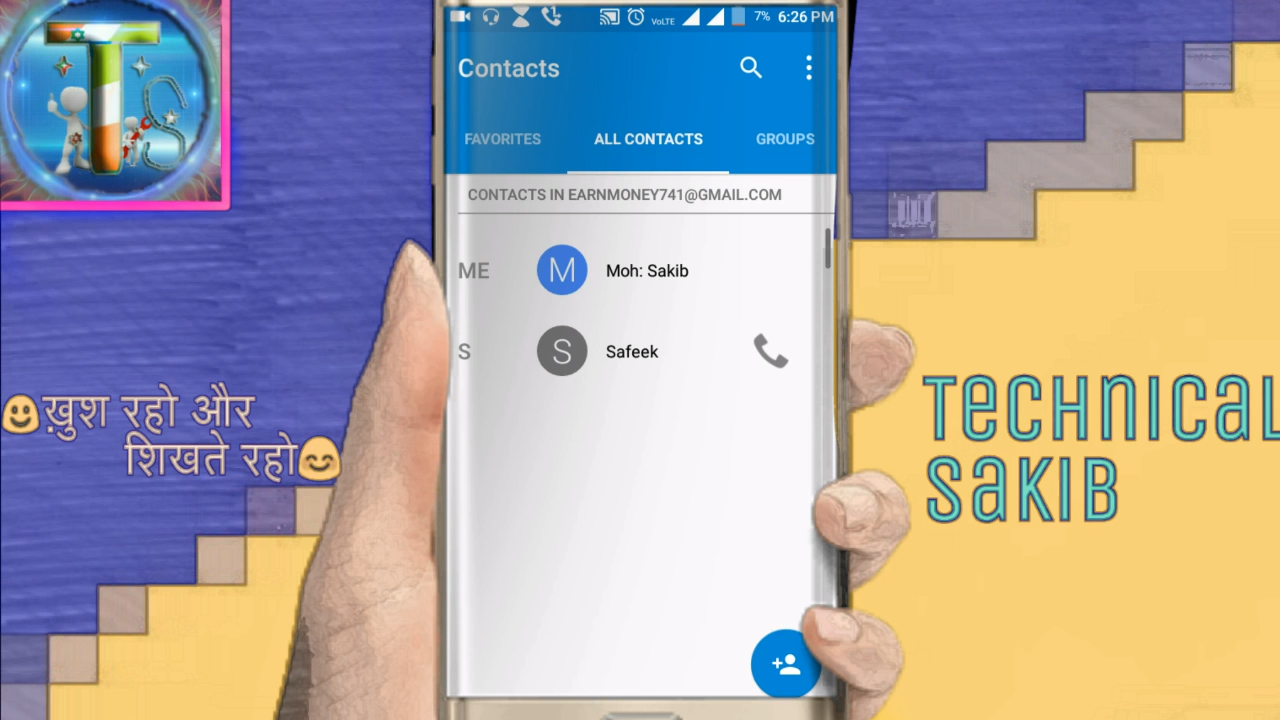 VoLTE 7% 6:26 PM
Contacts
FAVORITES ALL CONTACTS GROUPS
CONTACTS IN EARNMONEY741@GMAIL.COM
ME M Moh: Sakib
S S Safeek
TS
😀ख़ुश रहो और
शिखते रहो😊
TecHnicaL
SaKIB